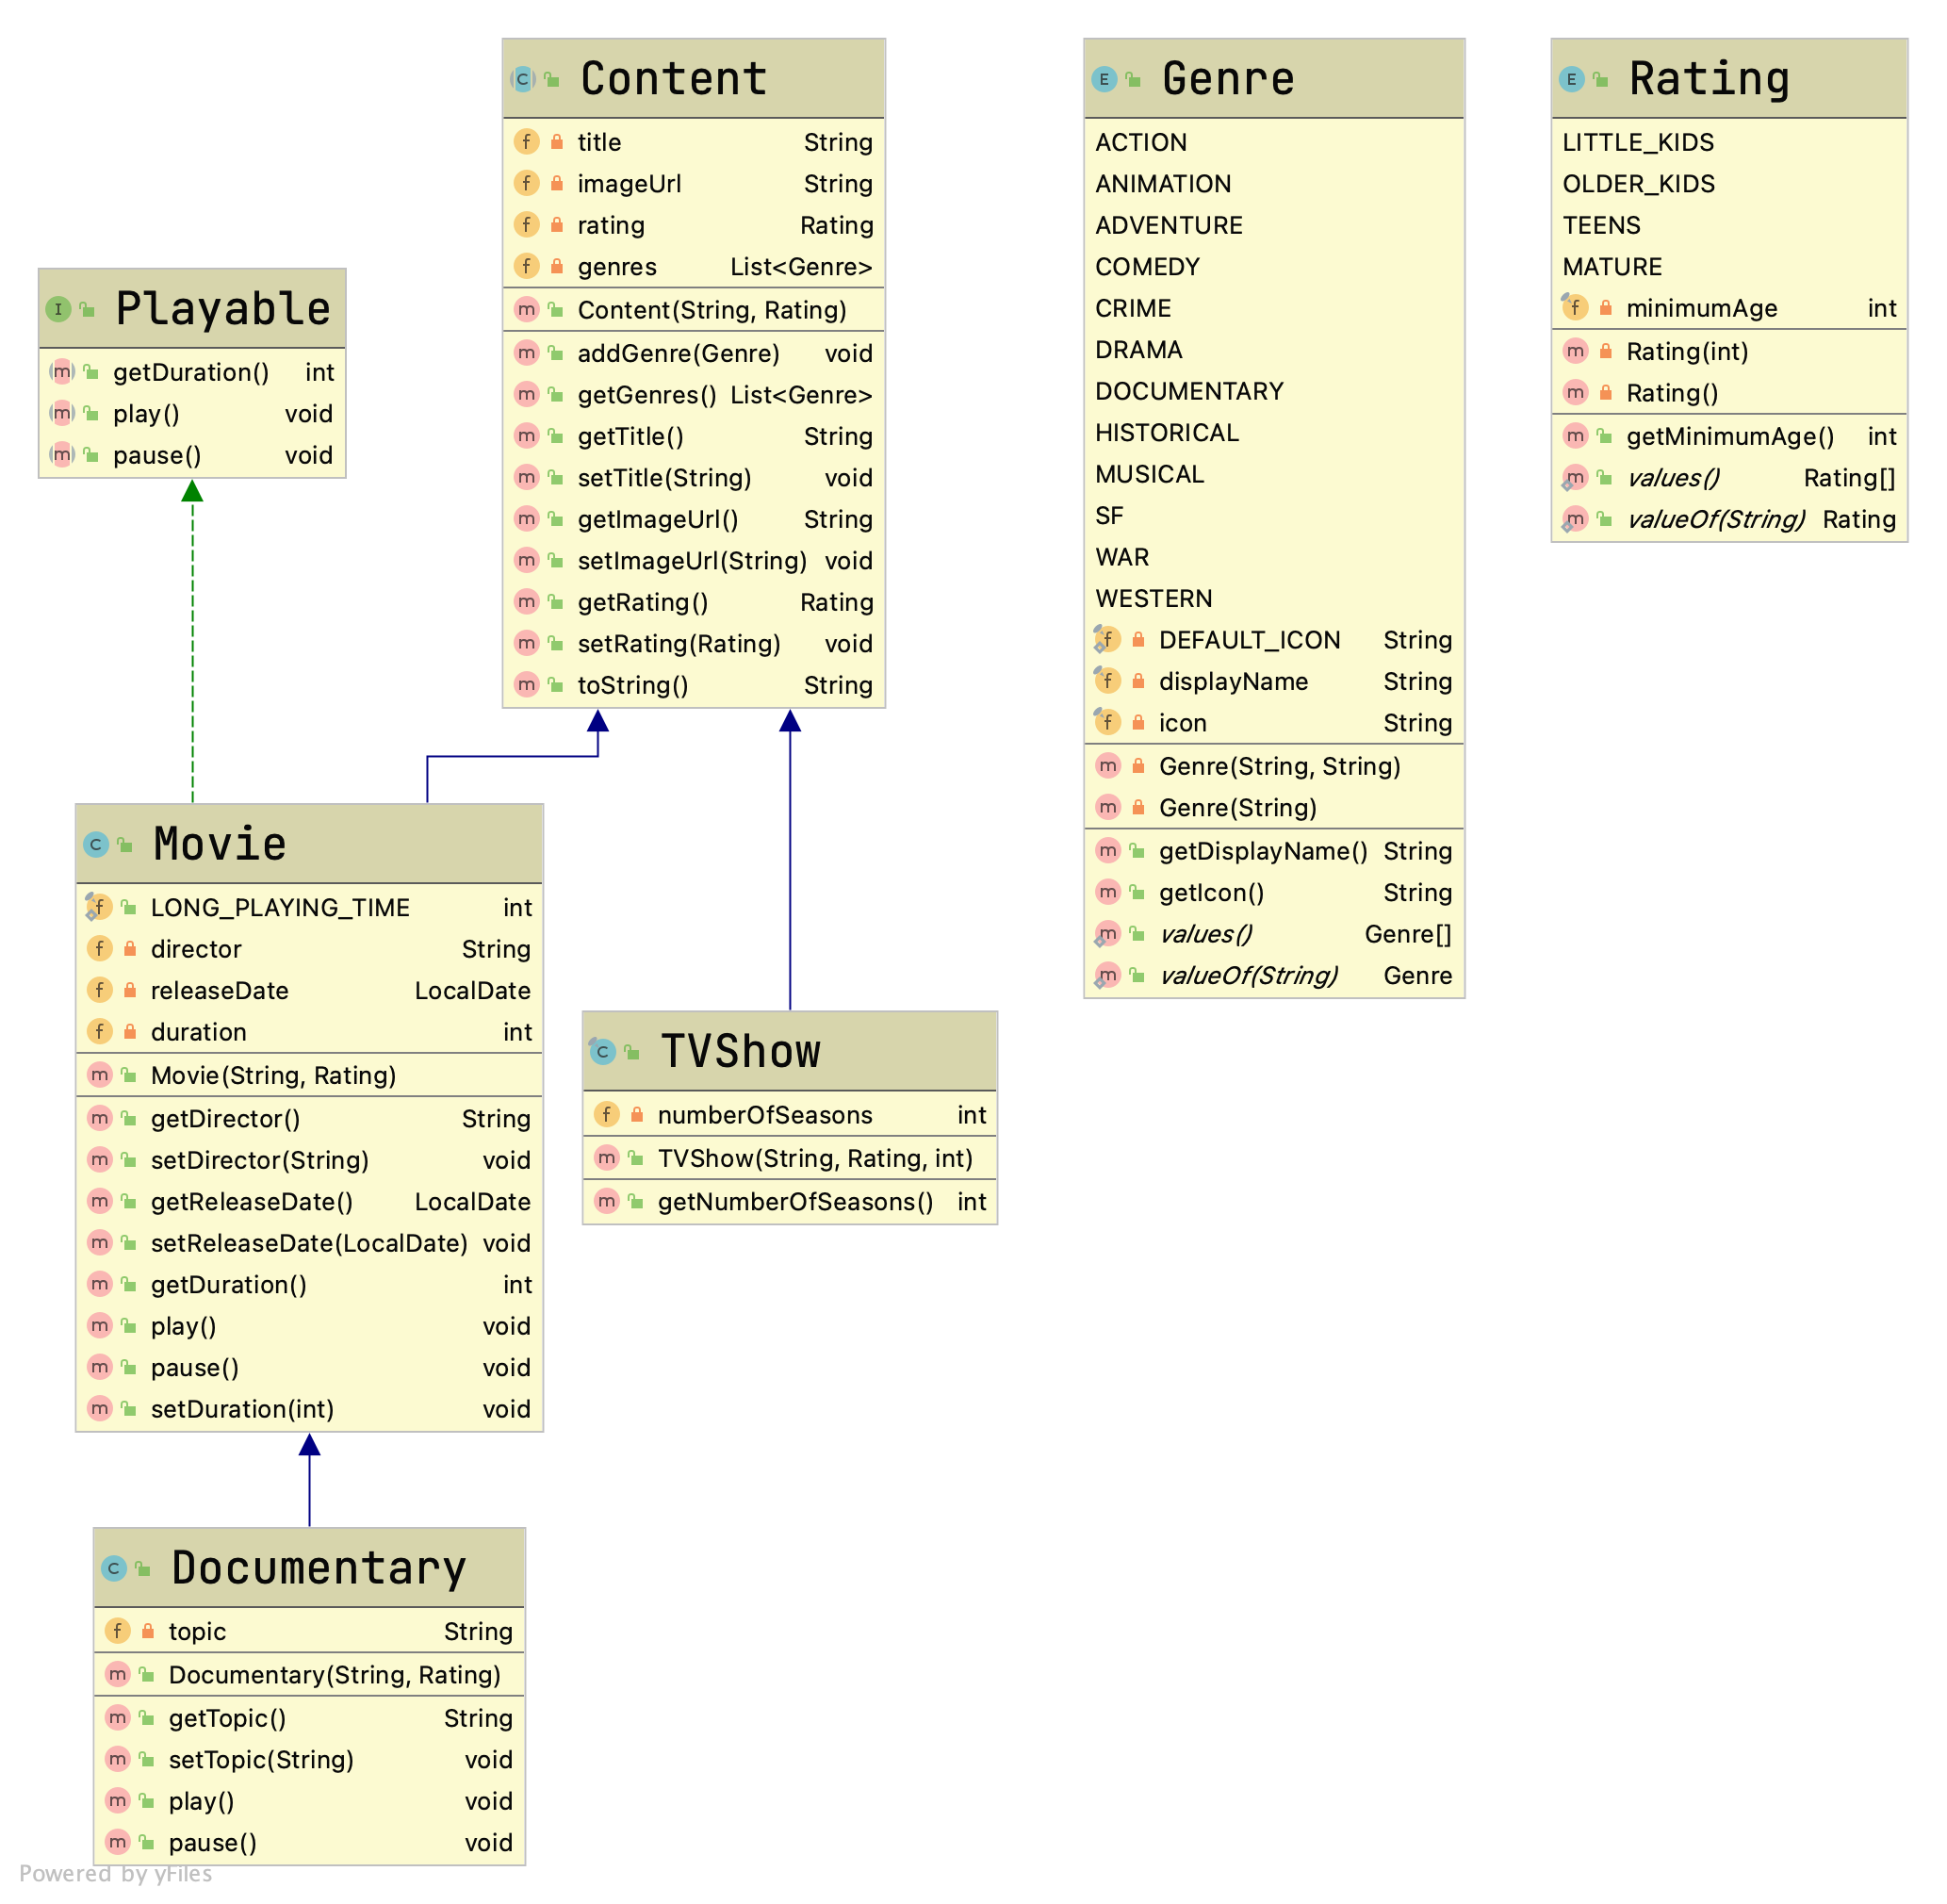 Playable
getDuration() int
play() void
pause() void
Content
title String
imageUrl String
rating Rating
genres List<Genre>
Content(String, Rating)
addGenre(Genre) void
getGenres() List<Genre>
getTitle() String
setTitle(String) void
getImageUrl() String
setImageUrl(String) void
getRating() Rating
setRating(Rating) void
toString() String
Genre
ACTION
ANIMATION
ADVENTURE
COMEDY
CRIME
DRAMA
DOCUMENTARY
HISTORICAL
MUSICAL
SF
WAR
WESTERN
DEFAULT_ICON String
displayName String
icon String
Genre(String, String)
Genre(String)
getDisplayName() String
getIcon() String
values() Genre[]
valueOf(String) Genre
Rating
LITTLE_KIDS
OLDER_KIDS
TEENS
MATURE
minimumAge int
Rating(int)
Rating()
getMinimumAge() int
values() Rating[]
valueOf(String) Rating
Movie
LONG_PLAYING_TIME int
director String
releaseDate LocalDate
duration int
Movie(String, Rating)
getDirector() String
setDirector(String) void
getReleaseDate() LocalDate
setReleaseDate(LocalDate) void
getDuration() int
play() void
pause() void
setDuration(int) void
TVShow
numberOfSeasons int
TVShow(String, Rating, int)
getNumberOfSeasons() int
Documentary
topic String
Documentary(String, Rating)
getTopic() String
setTopic(String) void
play() void
pause() void
Powered by yFiles